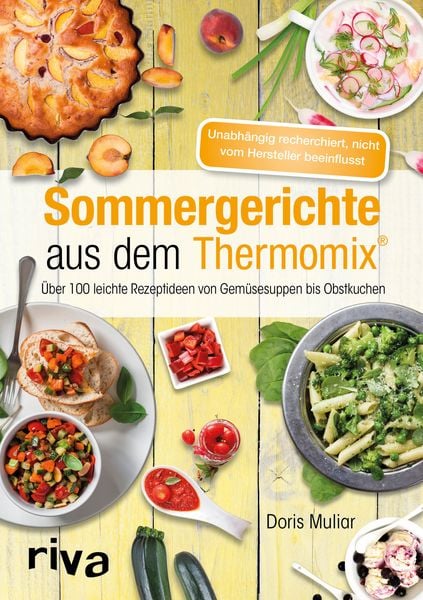 Unabhängig recherchiert, nicht
vom Hersteller beeinflusst
Sommergerichte
aus dem Thermomix®
Über 100 leichte Rezeptideen von Gemüsesuppen bis Obstkuchen
Doris Muliar
riva